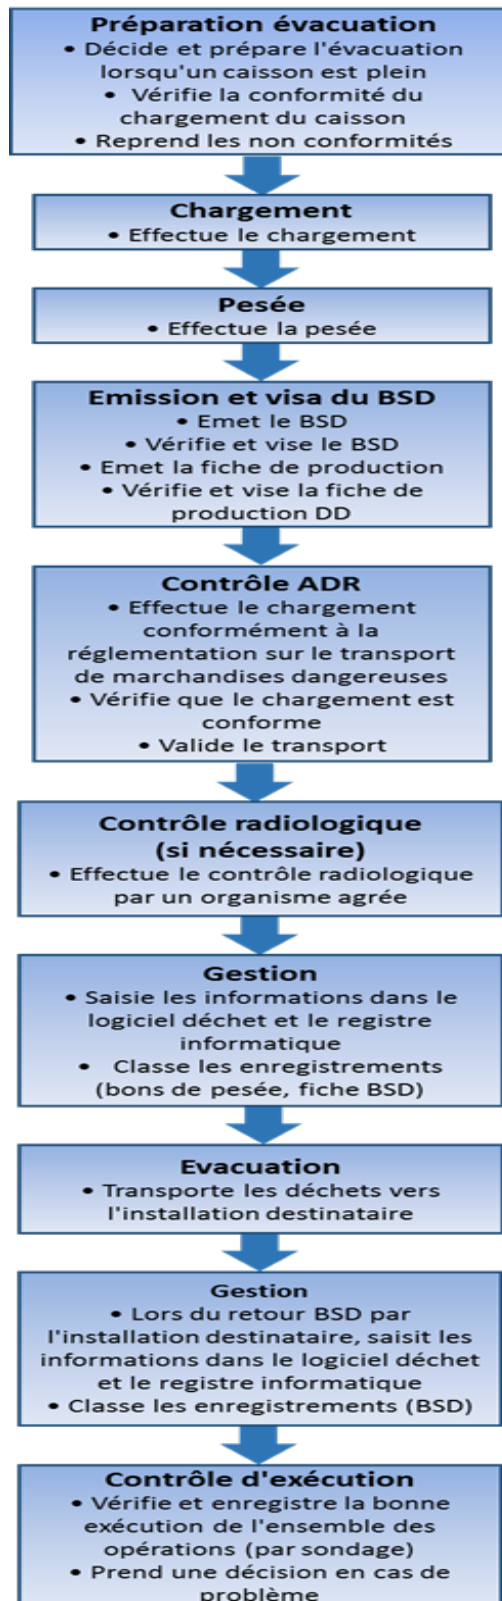 Préparation évacuation
• Décide et prépare l'évacuation
lorsqu'un caisson est plein
• Vérifie la conformité du
chargement du caisson
• Reprend les non conformités
Chargement
• Effectue le chargement
Pesée
• Effectue la pesée
Emission et visa du BSD
• Emet le BSD
• Vérifie et vise le BSD
• Emet la fiche de production
• Vérifie et vise la fiche de
production DD
Contrôle ADR
• Effectue le chargement
conformément à la
réglementation sur le transport
de marchandises dangereuses
• Vérifie que le chargement est
conforme
• Valide le transport
Contrôle radiologique
(si nécessaire)
• Effectue le contrôle radiologique
par un organisme agrée
Gestion
• Saisie les informations dans le
logiciel déchet et le registre
informatique
• Classe les enregistrements
(bons de pesée, fiche BSD)
Evacuation
• Transporte les déchets vers
l'installation destinataire
Gestion
• Lors du retour BSD par
l'installation destinataire, saisit les
informations dans le logiciel déchet
et le registre informatique
• Classe les enregistrements (BSD)
Contrôle d'exécution
• Vérifie et enregistre la bonne
exécution de l'ensemble des
opérations (par sondage)
• Prend une décision en cas de
problème